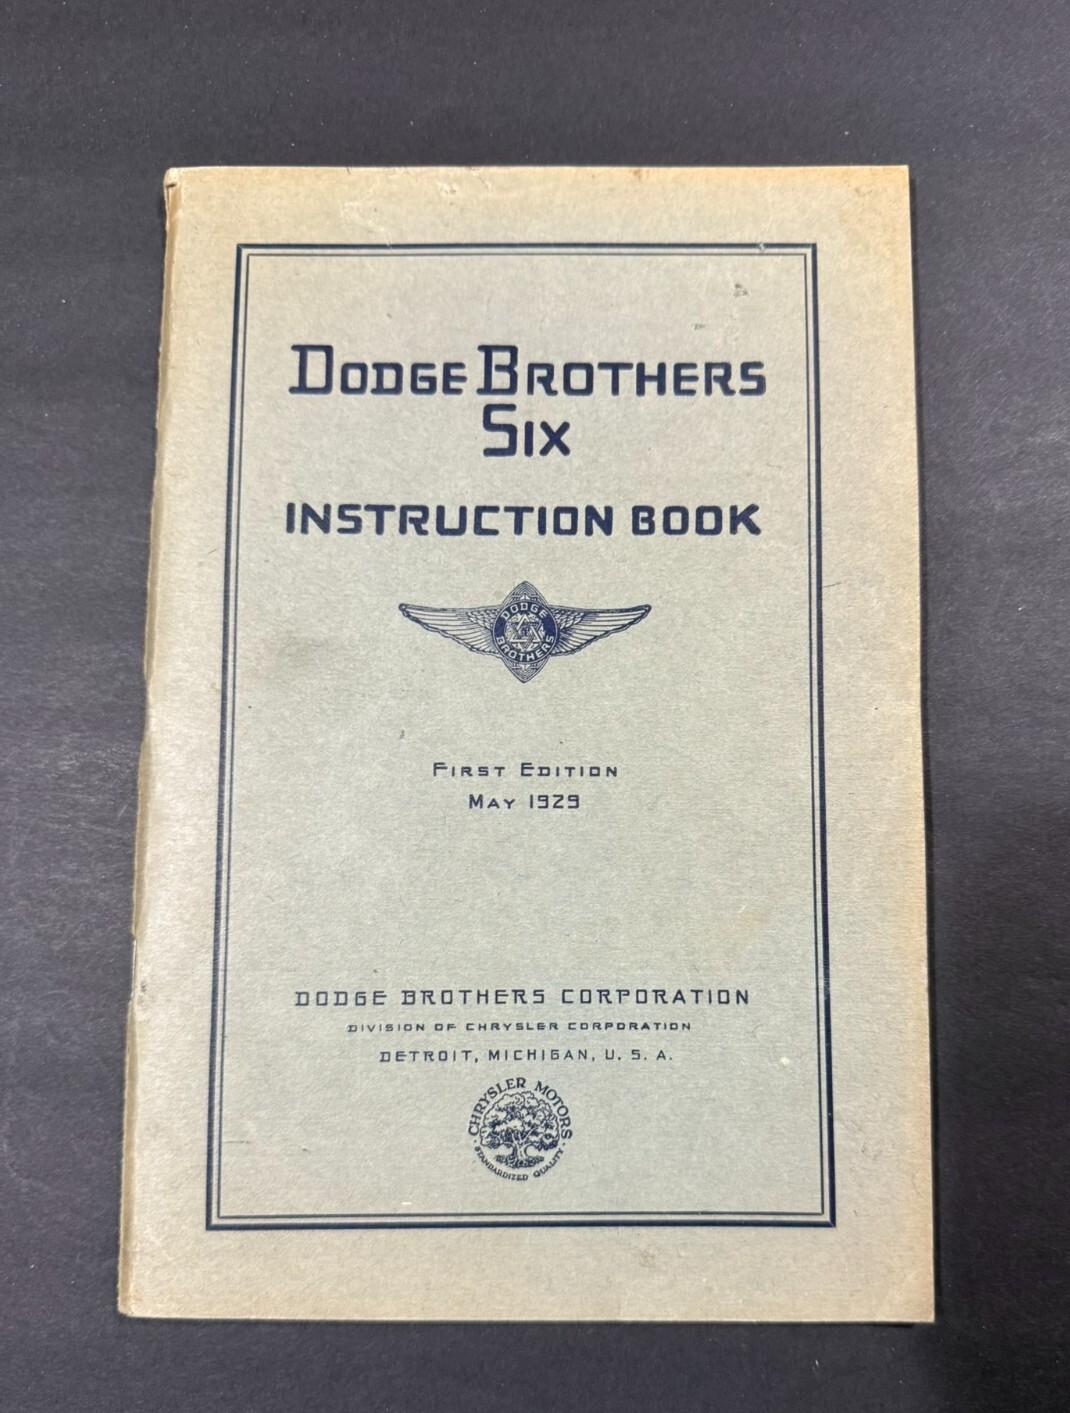 DODGE BROTHERS
SIX
INSTRUCTION BOOK
DODGE
BROTHERS
FIRST EDITION
MAY 1929
DODGE BROTHERS CORPORATION
DIVISION OF CHRYSLER CORPORATION
DETROIT, MICHIGAN, U. S. A.
CHRYSLER MOTORS
STANDARDIZED QUALITY